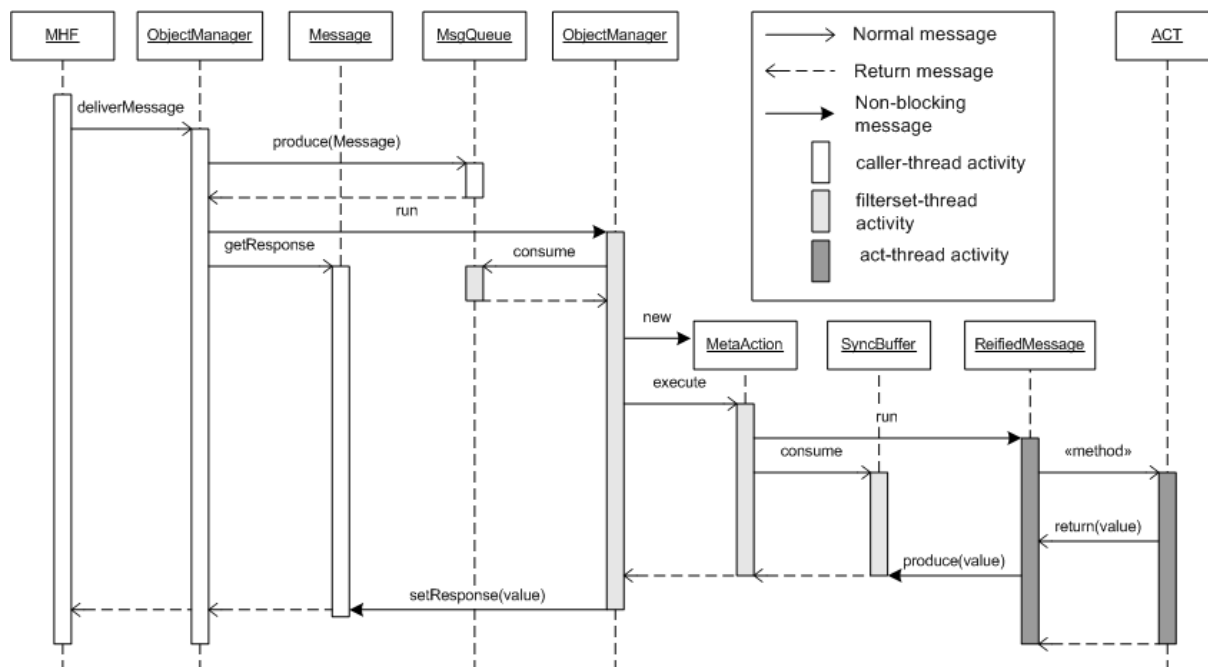 MHF
ObjectManager
Message
MsgQueue
ObjectManager
ACT
Normal message
Return message
Non-blocking
message
caller-thread activity
filterset-thread
activity
act-thread activity
deliverMessage
produce(Message)
run
getResponse
consume
new
MetaAction
SyncBuffer
ReifiedMessage
execute
run
consume
«method»
return(value)
produce(value)
setResponse(value)